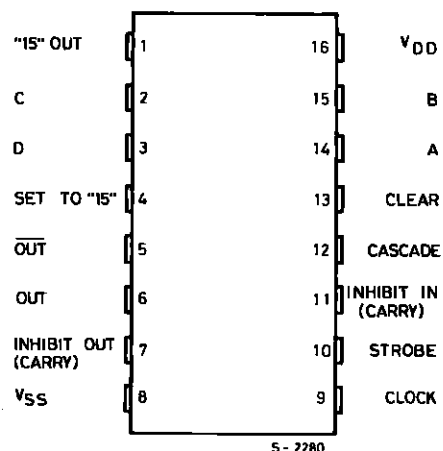 "15" OUT 1 16 VDD
C 2 15 B
D 3 14 A
SET TO "15" 4 13 CLEAR
O̅U̅T̅ 5 12 CASCADE
OUT 6 11 INHIBIT IN (CARRY)
INHIBIT OUT (CARRY) 7 10 STROBE
VSS 8 9 CLOCK
S-2280